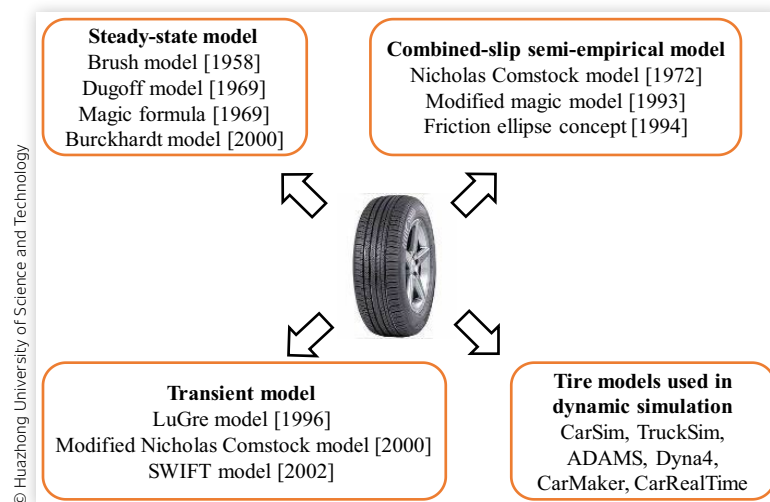 Steady-state model
Brush model [1958]
Dugoff model [1969]
Magic formula [1969]
Burckhardt model [2000]
Combined-slip semi-empirical model
Nicholas Comstock model [1972]
Modified magic model [1993]
Friction ellipse concept [1994]
Transient model
LuGre model [1996]
Modified Nicholas Comstock model [2000]
SWIFT model [2002]
Tire models used in
dynamic simulation
CarSim, TruckSim,
ADAMS, Dyna4,
CarMaker, CarRealTime
© Huazhong University of Science and Technology